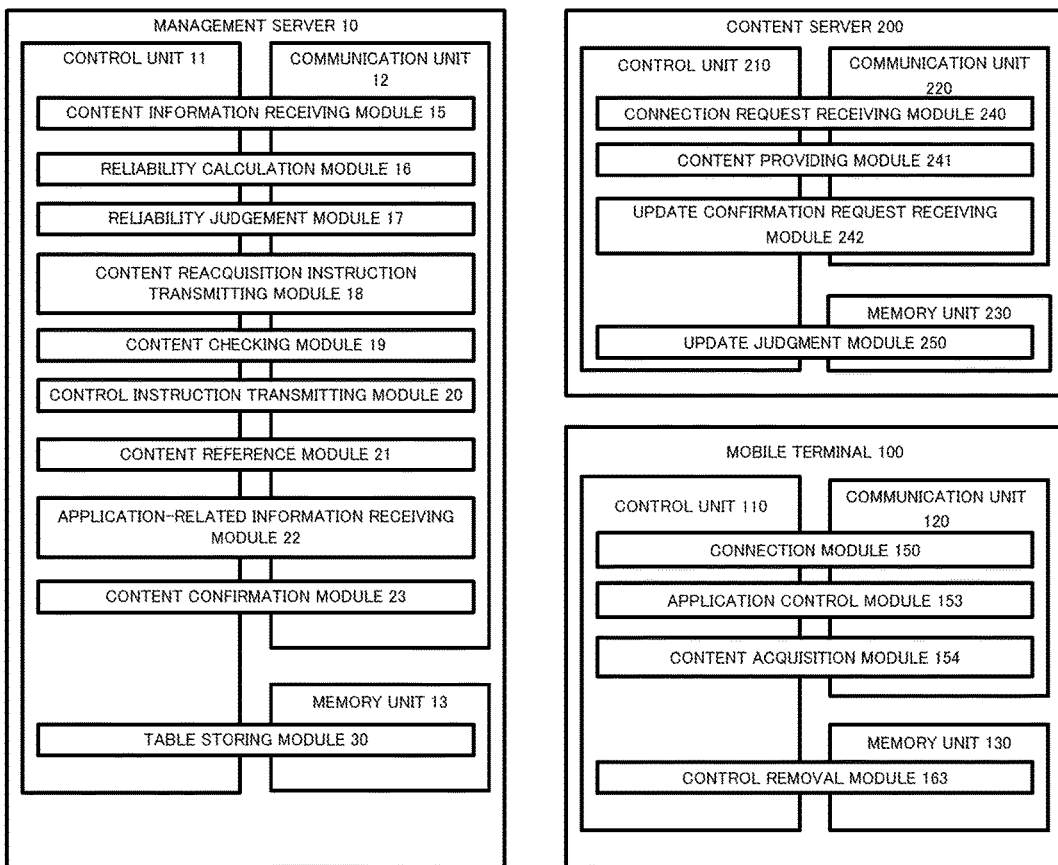 MANAGEMENT SERVER 10
CONTROL UNIT 11
COMMUNICATION UNIT
12
CONTENT INFORMATION RECEIVING MODULE 15
RELIABILITY CALCULATION MODULE 16
RELIABILITY JUDGEMENT MODULE 17
CONTENT REACQUISITION INSTRUCTION
TRANSMITTING MODULE 18
CONTENT CHECKING MODULE 19
CONTROL INSTRUCTION TRANSMITTING MODULE 20
CONTENT REFERENCE MODULE 21
APPLICATION-RELATED INFORMATION RECEIVING
MODULE 22
CONTENT CONFIRMATION MODULE 23
MEMORY UNIT 13
TABLE STORING MODULE 30
CONTENT SERVER 200
CONTROL UNIT 210
COMMUNICATION UNIT
220
CONNECTION REQUEST RECEIVING MODULE 240
CONTENT PROVIDING MODULE 241
UPDATE CONFIRMATION REQUEST RECEIVING
MODULE 242
MEMORY UNIT 230
UPDATE JUDGMENT MODULE 250
MOBILE TERMINAL 100
CONTROL UNIT 110
COMMUNICATION UNIT
120
CONNECTION MODULE 150
APPLICATION CONTROL MODULE 153
CONTENT ACQUISITION MODULE 154
MEMORY UNIT 130
CONTROL REMOVAL MODULE 163